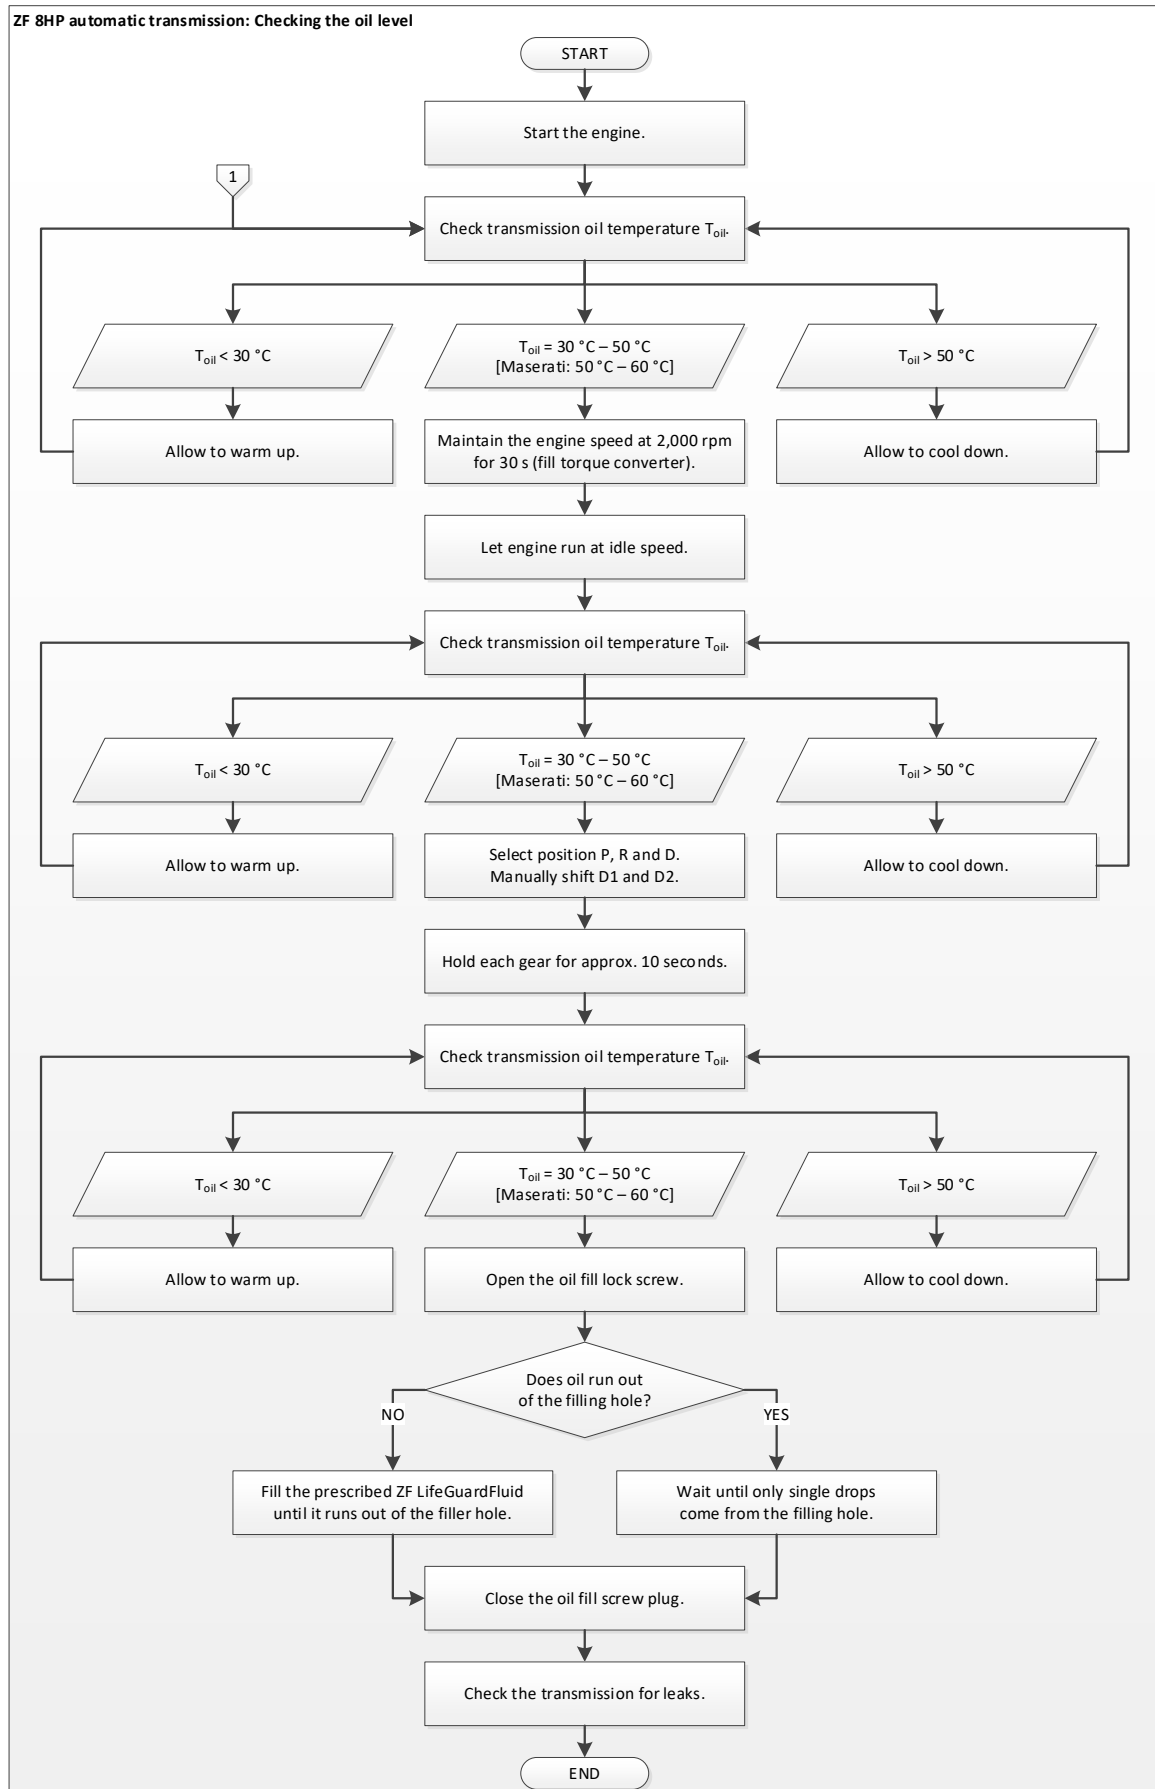 ZF 8HP automatic transmission: Checking the oil level
START
Start the engine.
1
Check transmission oil temperature Toil.
Toil < 30 °C
Toil = 30 °C – 50 °C
[Maserati: 50 °C – 60 °C]
Toil > 50 °C
Allow to warm up.
Maintain the engine speed at 2,000 rpm
for 30 s (fill torque converter).
Allow to cool down.
Let engine run at idle speed.
Check transmission oil temperature Toil.
Toil < 30 °C
Toil = 30 °C – 50 °C
[Maserati: 50 °C – 60 °C]
Toil > 50 °C
Allow to warm up.
Select position P, R and D.
Manually shift D1 and D2.
Allow to cool down.
Hold each gear for approx. 10 seconds.
Check transmission oil temperature Toil.
Toil < 30 °C
Toil = 30 °C – 50 °C
[Maserati: 50 °C – 60 °C]
Toil > 50 °C
Allow to warm up.
Open the oil fill lock screw.
Allow to cool down.
Does oil run out
of the filling hole?
NO
YES
Fill the prescribed ZF LifeGuardFluid
until it runs out of the filler hole.
Wait until only single drops
come from the filling hole.
Close the oil fill screw plug.
Check the transmission for leaks.
END